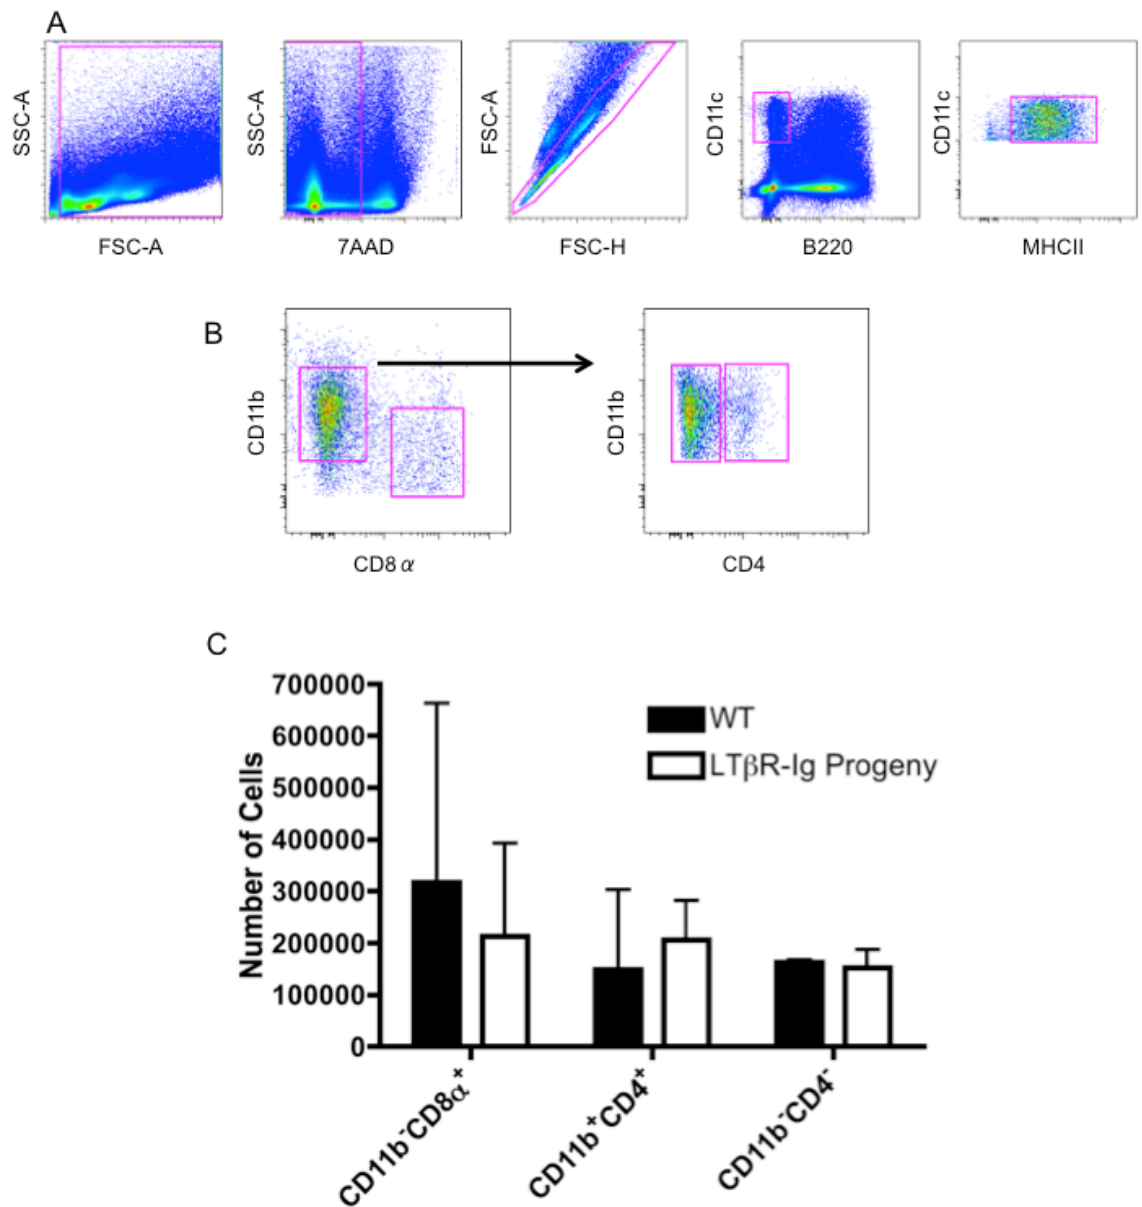 A
SSC-A
FSC-A
SSC-A
7AAD
FSC-A
FSC-H
CD11c
B220
CD11c
MHCII
B
CD11b
CD8α
CD11b
CD4
C
Number of Cells
700000
600000
500000
400000
300000
200000
100000
0
WT
LTβR-Ig Progeny
CD11b⁻CD8α⁺
CD11b⁺CD4⁺
CD11b⁻CD4⁻